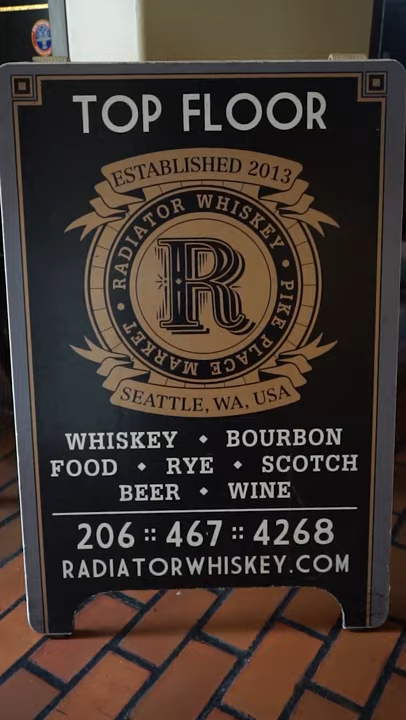 TOP FLOOR
ESTABLISHED 2013
RADIATOR WHISKEY • PIKE PLACE MARKET •
R
SEATTLE, WA, USA
WHISKEY • BOURBON
FOOD • RYE • SCOTCH
BEER • WINE
206 :: 467 :: 4268
RADIATORWHISKEY.COM